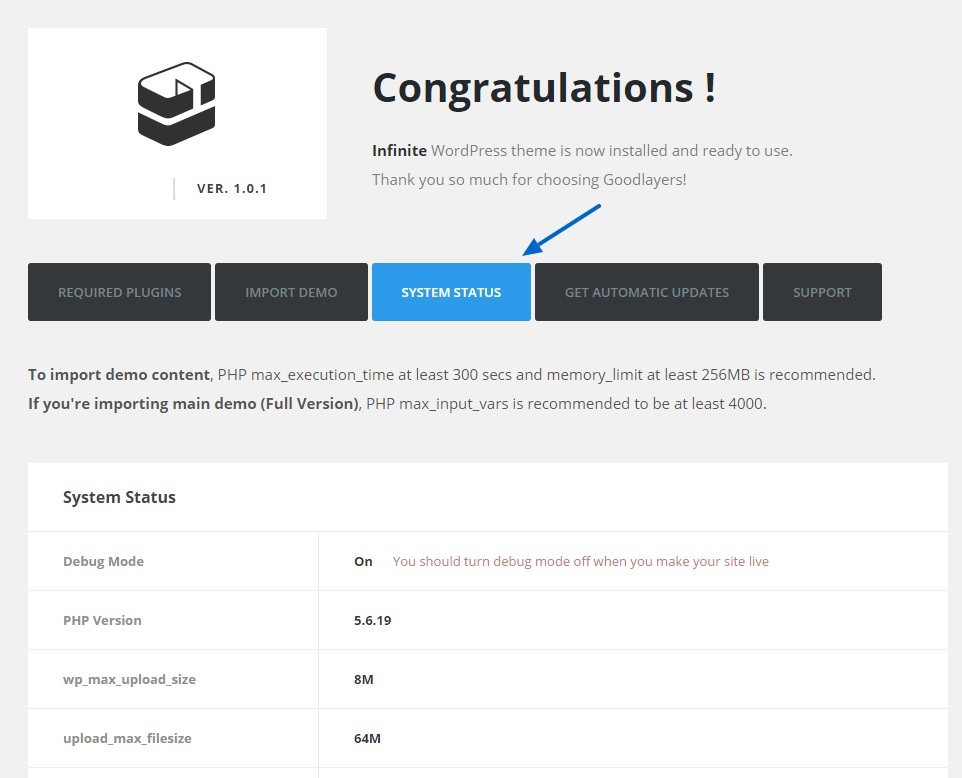 VER. 1.0.1
Congratulations !
Infinite WordPress theme is now installed and ready to use.
Thank you so much for choosing Goodlayers!
REQUIRED PLUGINS
IMPORT DEMO
SYSTEM STATUS
GET AUTOMATIC UPDATES
SUPPORT
To import demo content, PHP max_execution_time at least 300 secs and memory_limit at least 256MB is recommended.
If you're importing main demo (Full Version), PHP max_input_vars is recommended to be at least 4000.
System Status
Debug Mode On You should turn debug mode off when you make your site live
PHP Version 5.6.19
wp_max_upload_size 8M
upload_max_filesize 64M